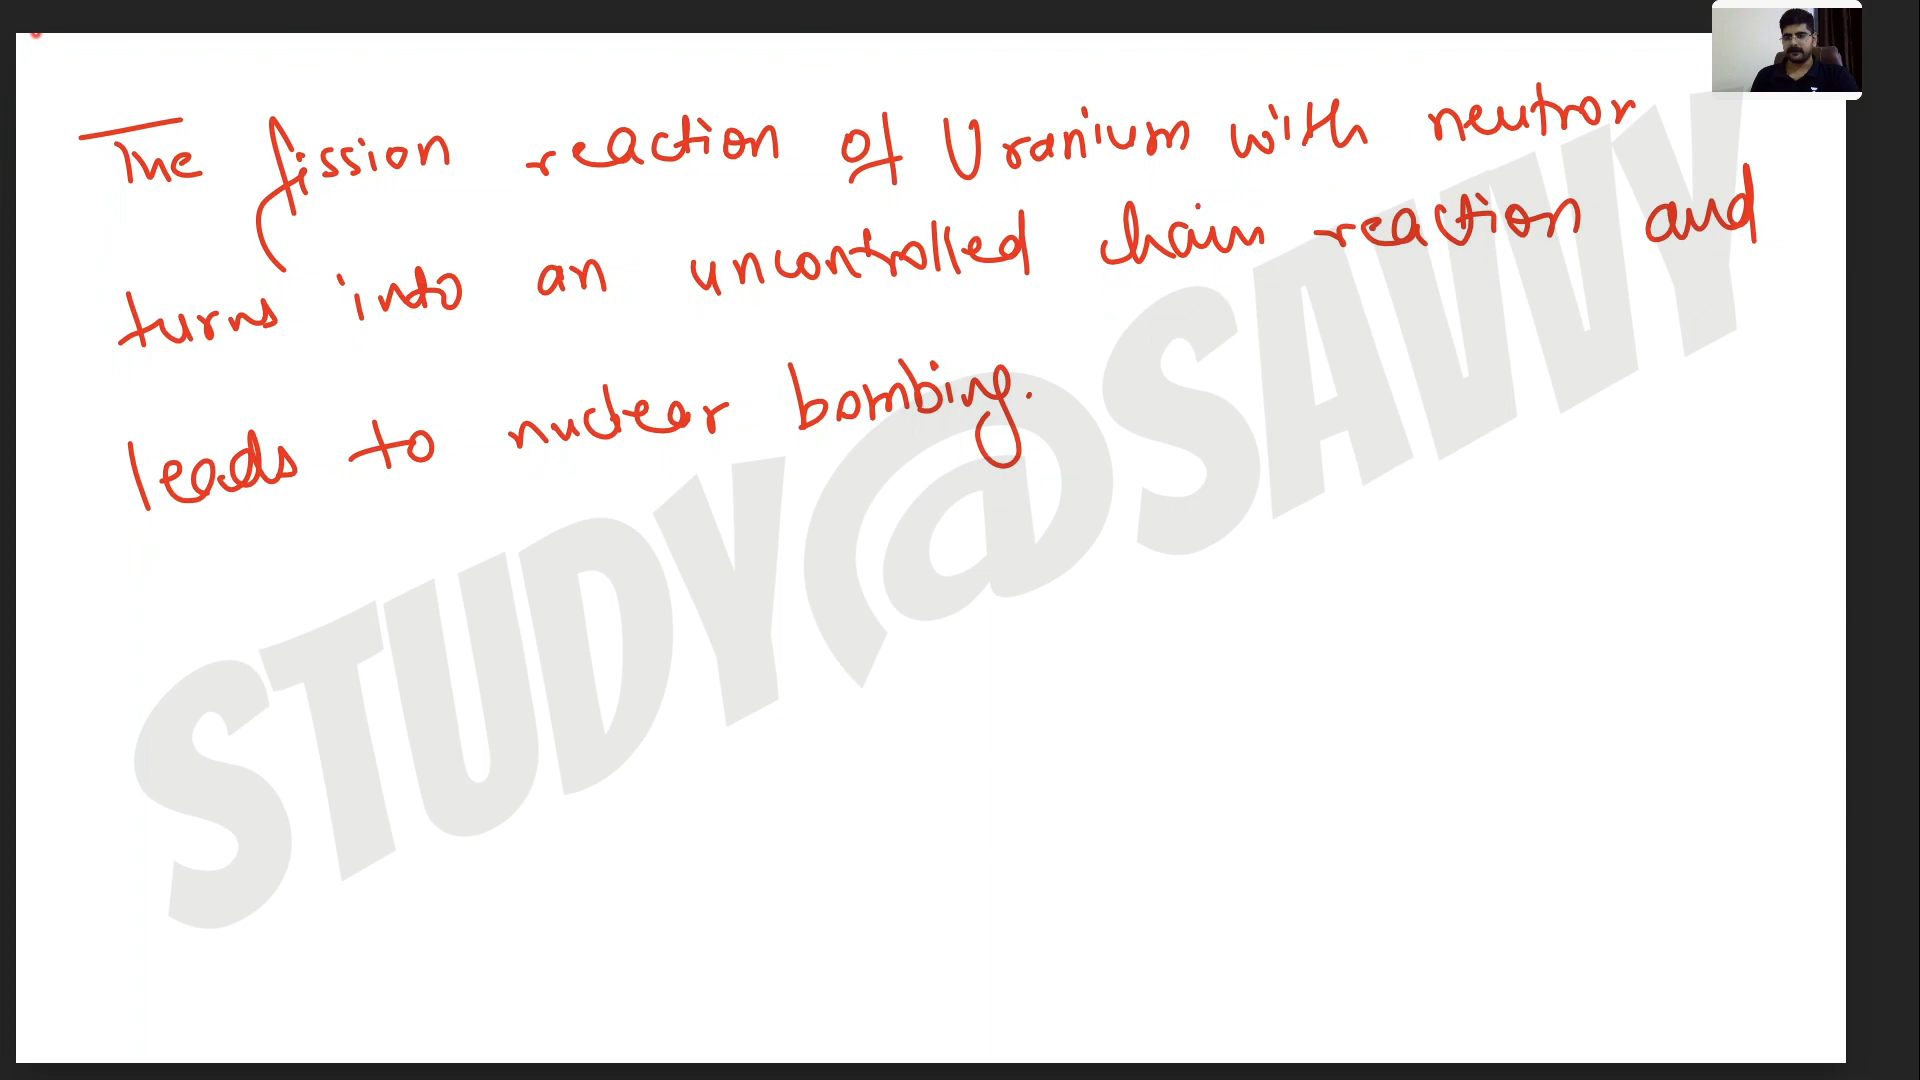 The fission reaction of Uranium with neutron
turns into an uncontrolled chain reaction and
leads to nuclear bombing.
STUDY@SAVVY